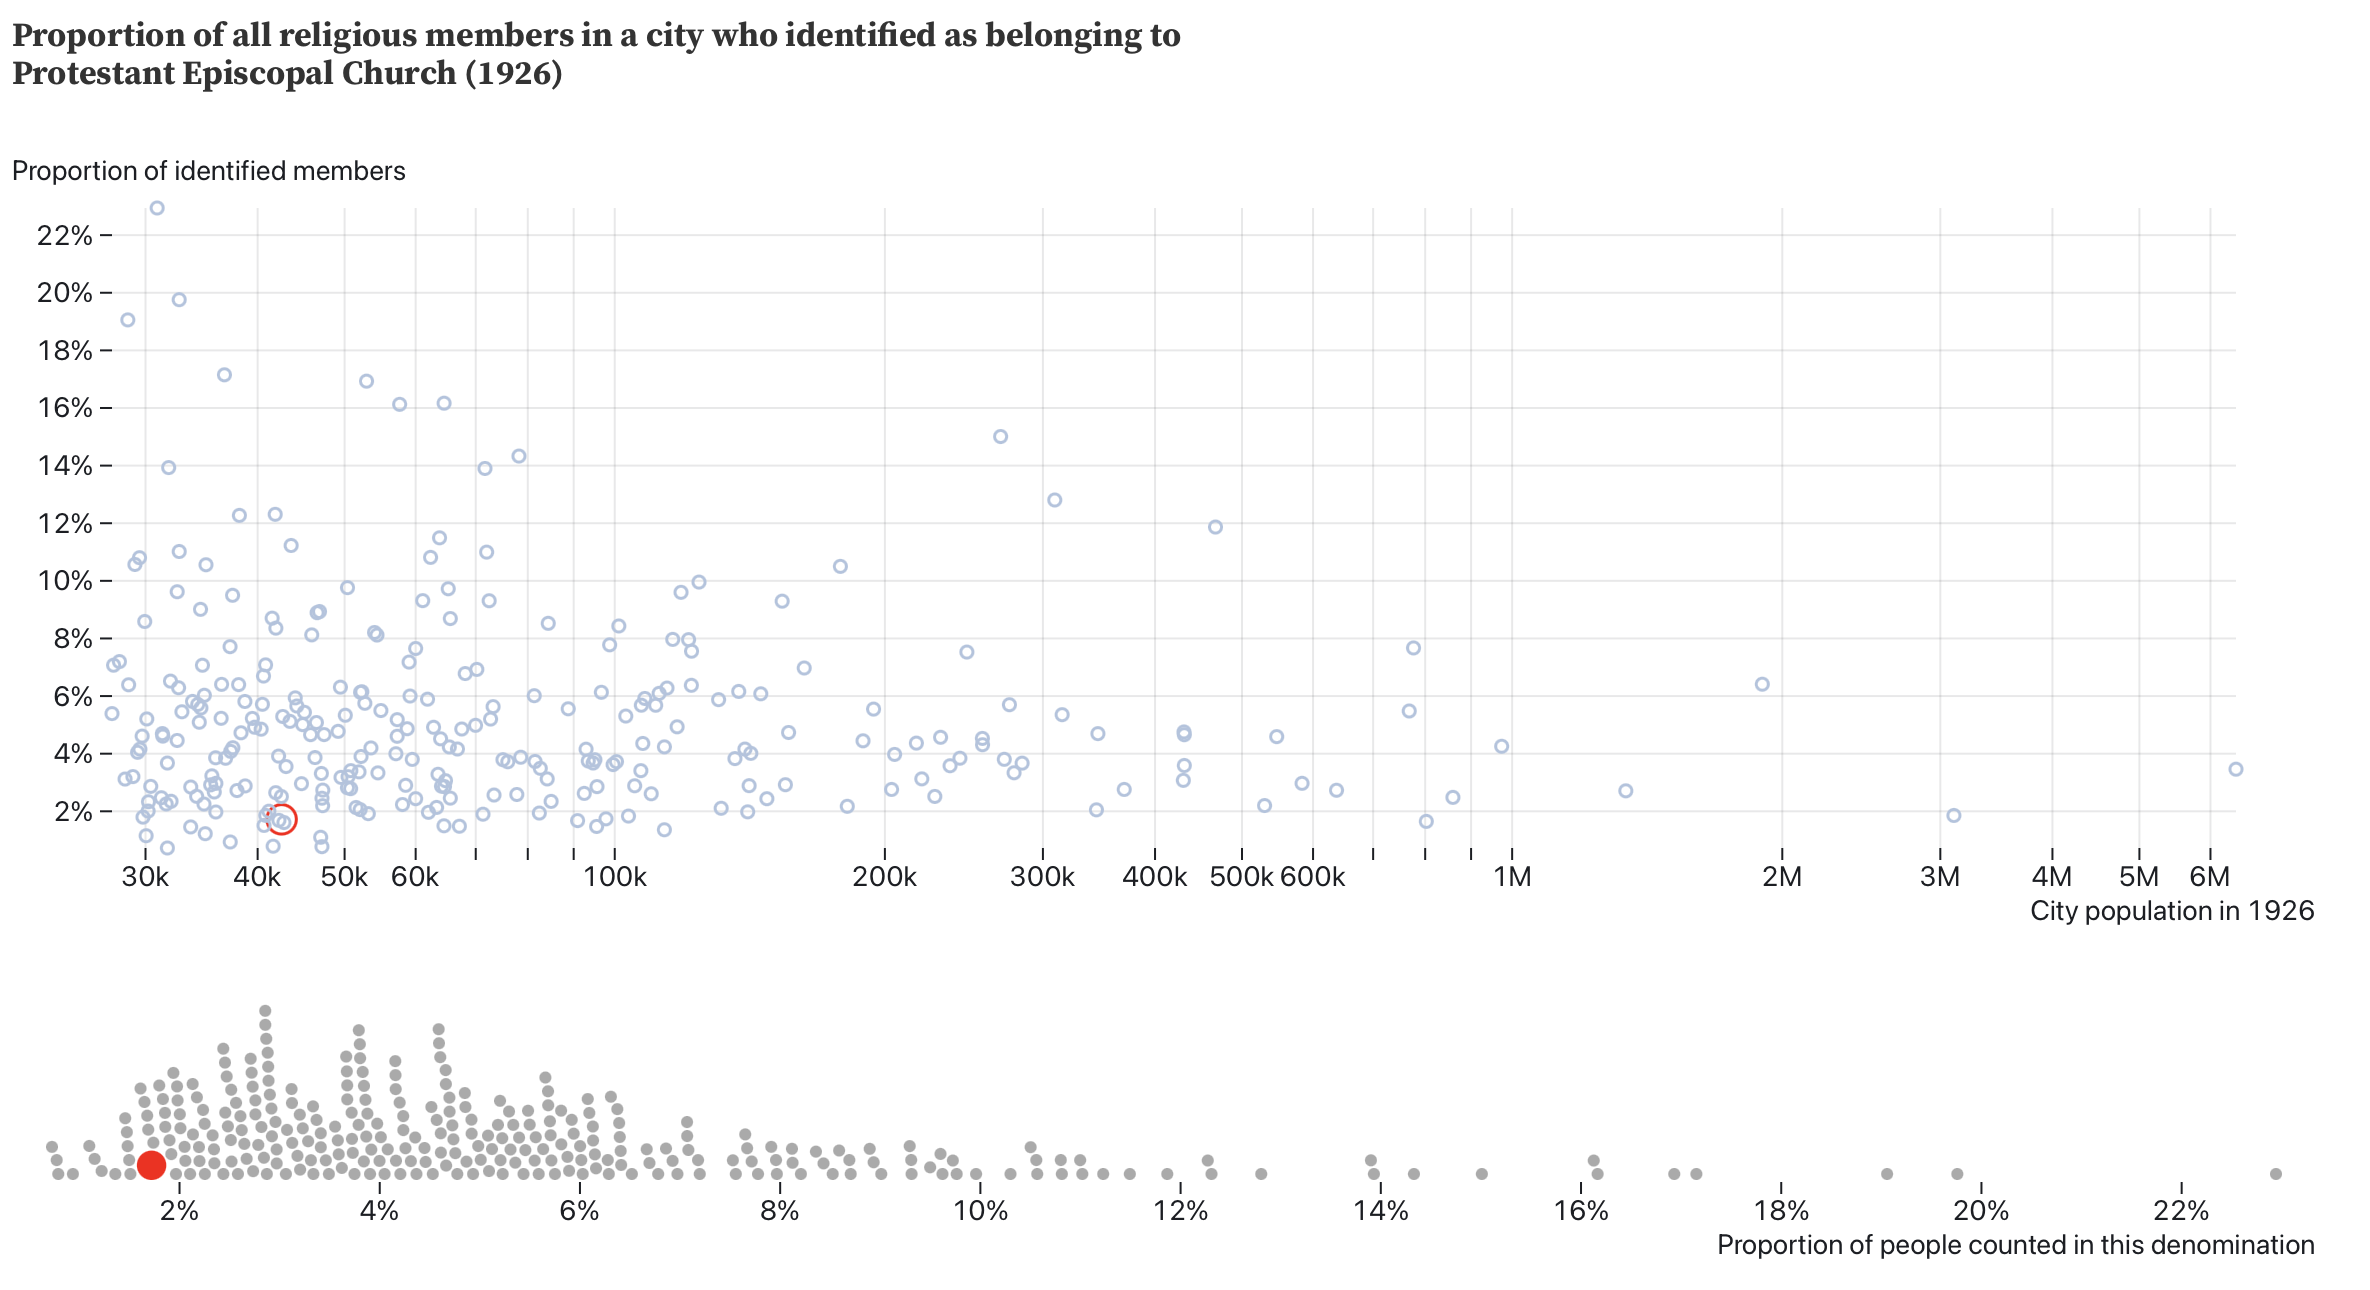 Proportion of all religious members in a city who identified as belonging to
Protestant Episcopal Church (1926)
Proportion of identified members
22%
20%
18%
16%
14%
12%
10%
8%
6%
4%
2%
30k 40k 50k 60k 100k 200k 300k 400k 500k 600k 1M 2M 3M 4M 5M 6M
City population in 1926
2% 4% 6% 8% 10% 12% 14% 16% 18% 20% 22%
Proportion of people counted in this denomination